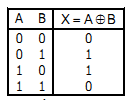 A B X = A ⊕ B
0 0 0
0 1 1
1 0 1
1 1 0